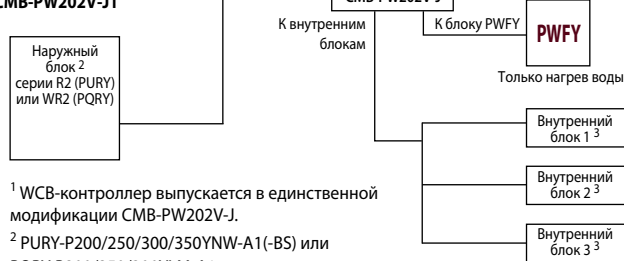 CMB-PW202V-J1
CMB-PW202V-J
К внутренним
блокам
К блоку PWFY
PWFY
Только нагрев воды
Наружный
блок 2
серии R2 (PURY)
или WR2 (PQRY)
Внутренний
блок 1 3
Внутренний
блок 2 3
Внутренний
блок 3 3
1 WCB-контроллер выпускается в единственной
модификации CMB-PW202V-J.
2 PURY-P200/250/300/350YNW-A1(-BS) или